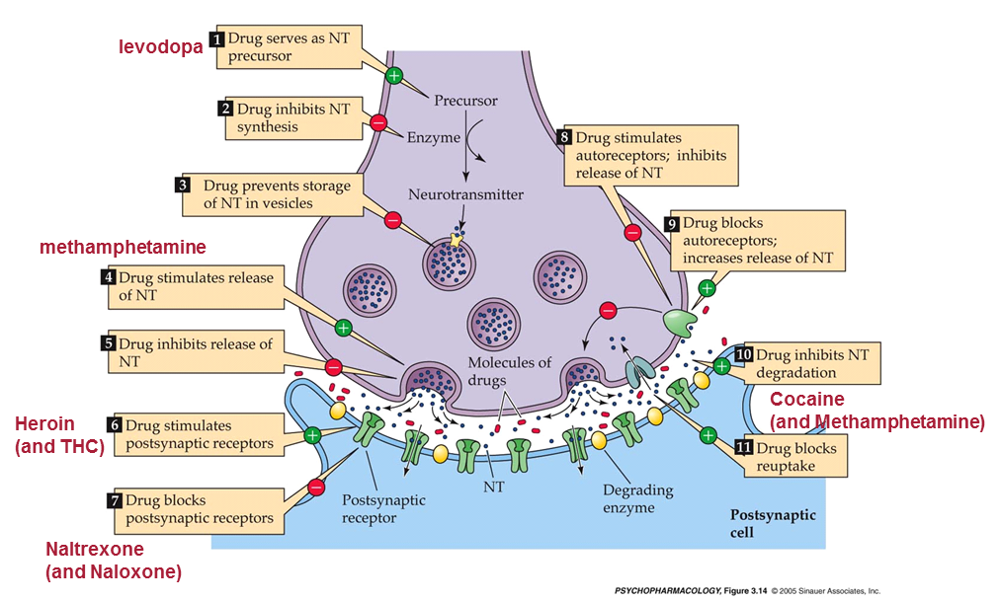 levodopa
1 Drug serves as NT
precursor
2 Drug inhibits NT
synthesis
3 Drug prevents storage
of NT in vesicles
methamphetamine
4 Drug stimulates release
of NT
5 Drug inhibits release of
NT
Heroin
(and THC)
6 Drug stimulates
postsynaptic receptors
7 Drug blocks
postsynaptic receptors
Naltrexone
(and Naloxone)
Precursor
Enzyme
Neurotransmitter
Molecules of
drugs
8 Drug stimulates
autoreceptors; inhibits
release of NT
9 Drug blocks
autoreceptors;
increases release of NT
10 Drug inhibits NT
degradation
Cocaine
(and Methamphetamine)
11 Drug blocks
reuptake
Postsynaptic
receptor
NT
Degrading
enzyme
Postsynaptic
cell
PSYCHOPHARMACOLOGY, Figure 3.14 © 2005 Sinauer Associates, Inc.